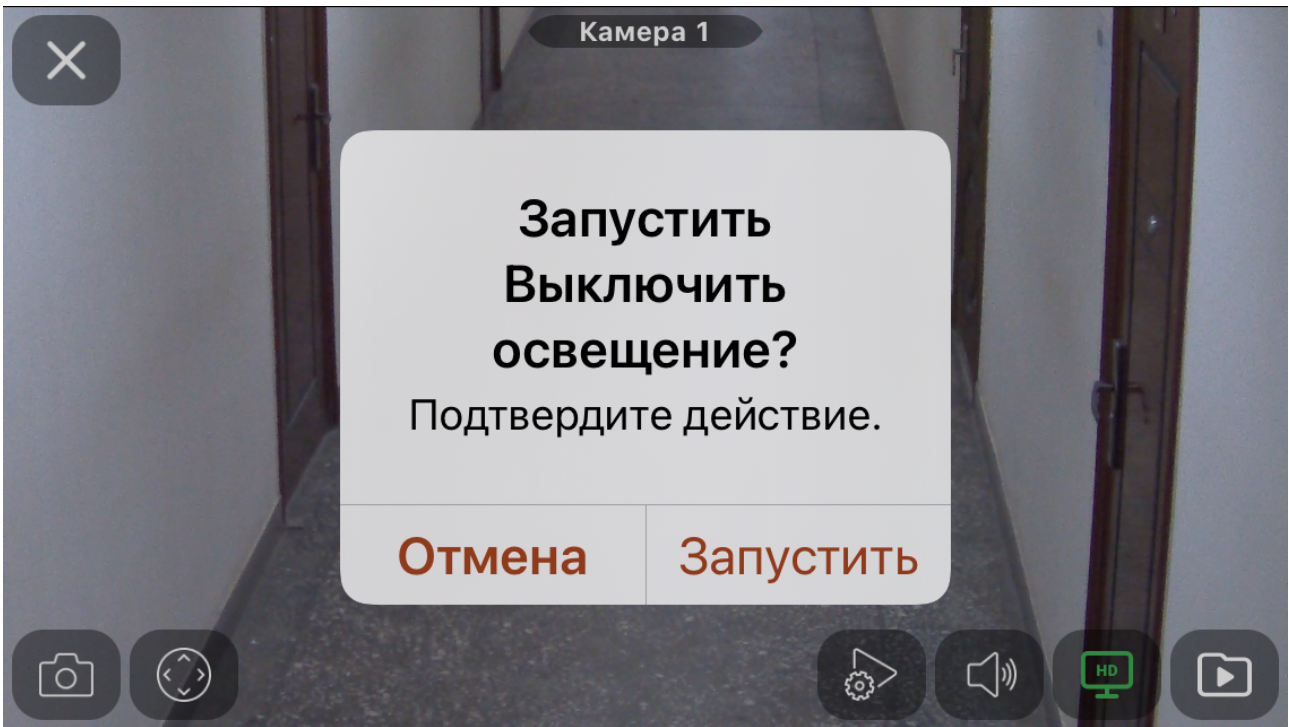 Камера 1
Запустить
Выключить
освещение?
Подтвердите действие.
Отмена Запустить
HD